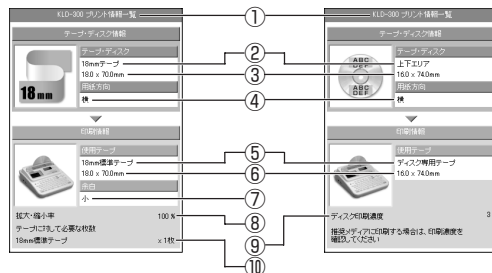 KLD-300 プリント情報一覧
テープ・ディスク情報
テープ・ディスク
18mmテープ
18.0 x 70.0mm
用紙方向
横
18mm
印刷情報
使用テープ
18mm標準テープ
18.0 x 70.0mm
余白
小
拡大・縮小率 100 %
テープに対して必要な枚数
18mm標準テープ x 1枚
①
②
③
④
⑤
⑥
⑦
⑧
⑨
⑩
KLD-300 プリント情報一覧
テープ・ディスク情報
テープ・ディスク
上下エリア
16.0 x 74.0mm
用紙方向
横
ABC
DEF
ABC
DEF
印刷情報
使用テープ
ディスク専用テープ
16.0 x 74.0mm
ディスク印刷濃度 3
推奨メディアに印刷する場合は、印刷濃度を
確認してください